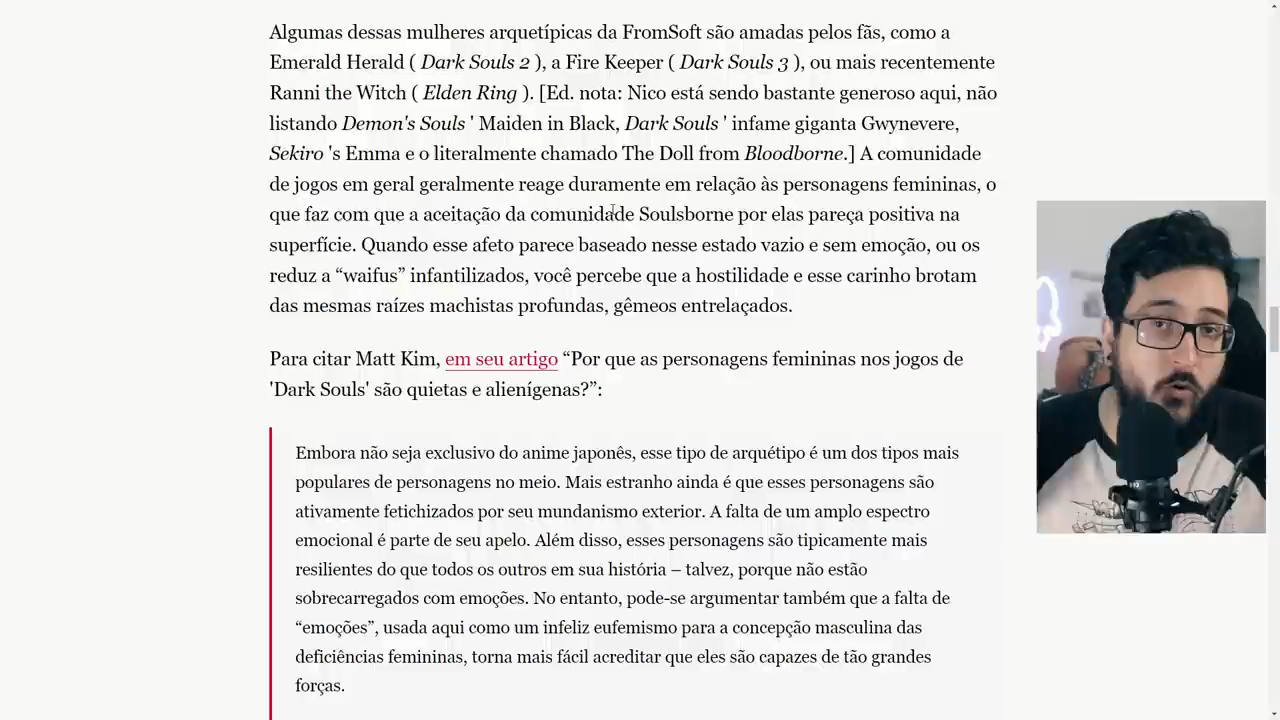 Algumas dessas mulheres arquetípicas da FromSoft são amadas pelos fãs, como a
Emerald Herald ( Dark Souls 2 ), a Fire Keeper ( Dark Souls 3 ), ou mais recentemente
Ranni the Witch ( Elden Ring ). [Ed. nota: Nico está sendo bastante generoso aqui, não
listando Demon's Souls ' Maiden in Black, Dark Souls ' infame giganta Gwynevere,
Sekiro 's Emma e o literalmente chamado The Doll from Bloodborne.] A comunidade
de jogos em geral geralmente reage duramente em relação às personagens femininas, o
que faz com que a aceitação da comunidade Soulsborne por elas pareça positiva na
superfície. Quando esse afeto parece baseado nesse estado vazio e sem emoção, ou os
reduz a “waifus” infantilizados, você percebe que a hostilidade e esse carinho brotam
das mesmas raízes machistas profundas, gêmeos entrelaçados.
Para citar Matt Kim, em seu artigo “Por que as personagens femininas nos jogos de
'Dark Souls' são quietas e alienígenas?”:
Embora não seja exclusivo do anime japonês, esse tipo de arquétipo é um dos tipos mais
populares de personagens no meio. Mais estranho ainda é que esses personagens são
ativamente fetichizados por seu mundanismo exterior. A falta de um amplo espectro
emocional é parte de seu apelo. Além disso, esses personagens são tipicamente mais
resilientes do que todos os outros em sua história – talvez, porque não estão
sobrecarregados com emoções. No entanto, pode-se argumentar também que a falta de
“emoções”, usada aqui como um infeliz eufemismo para a concepção masculina das
deficiências femininas, torna mais fácil acreditar que eles são capazes de tão grandes
forças.